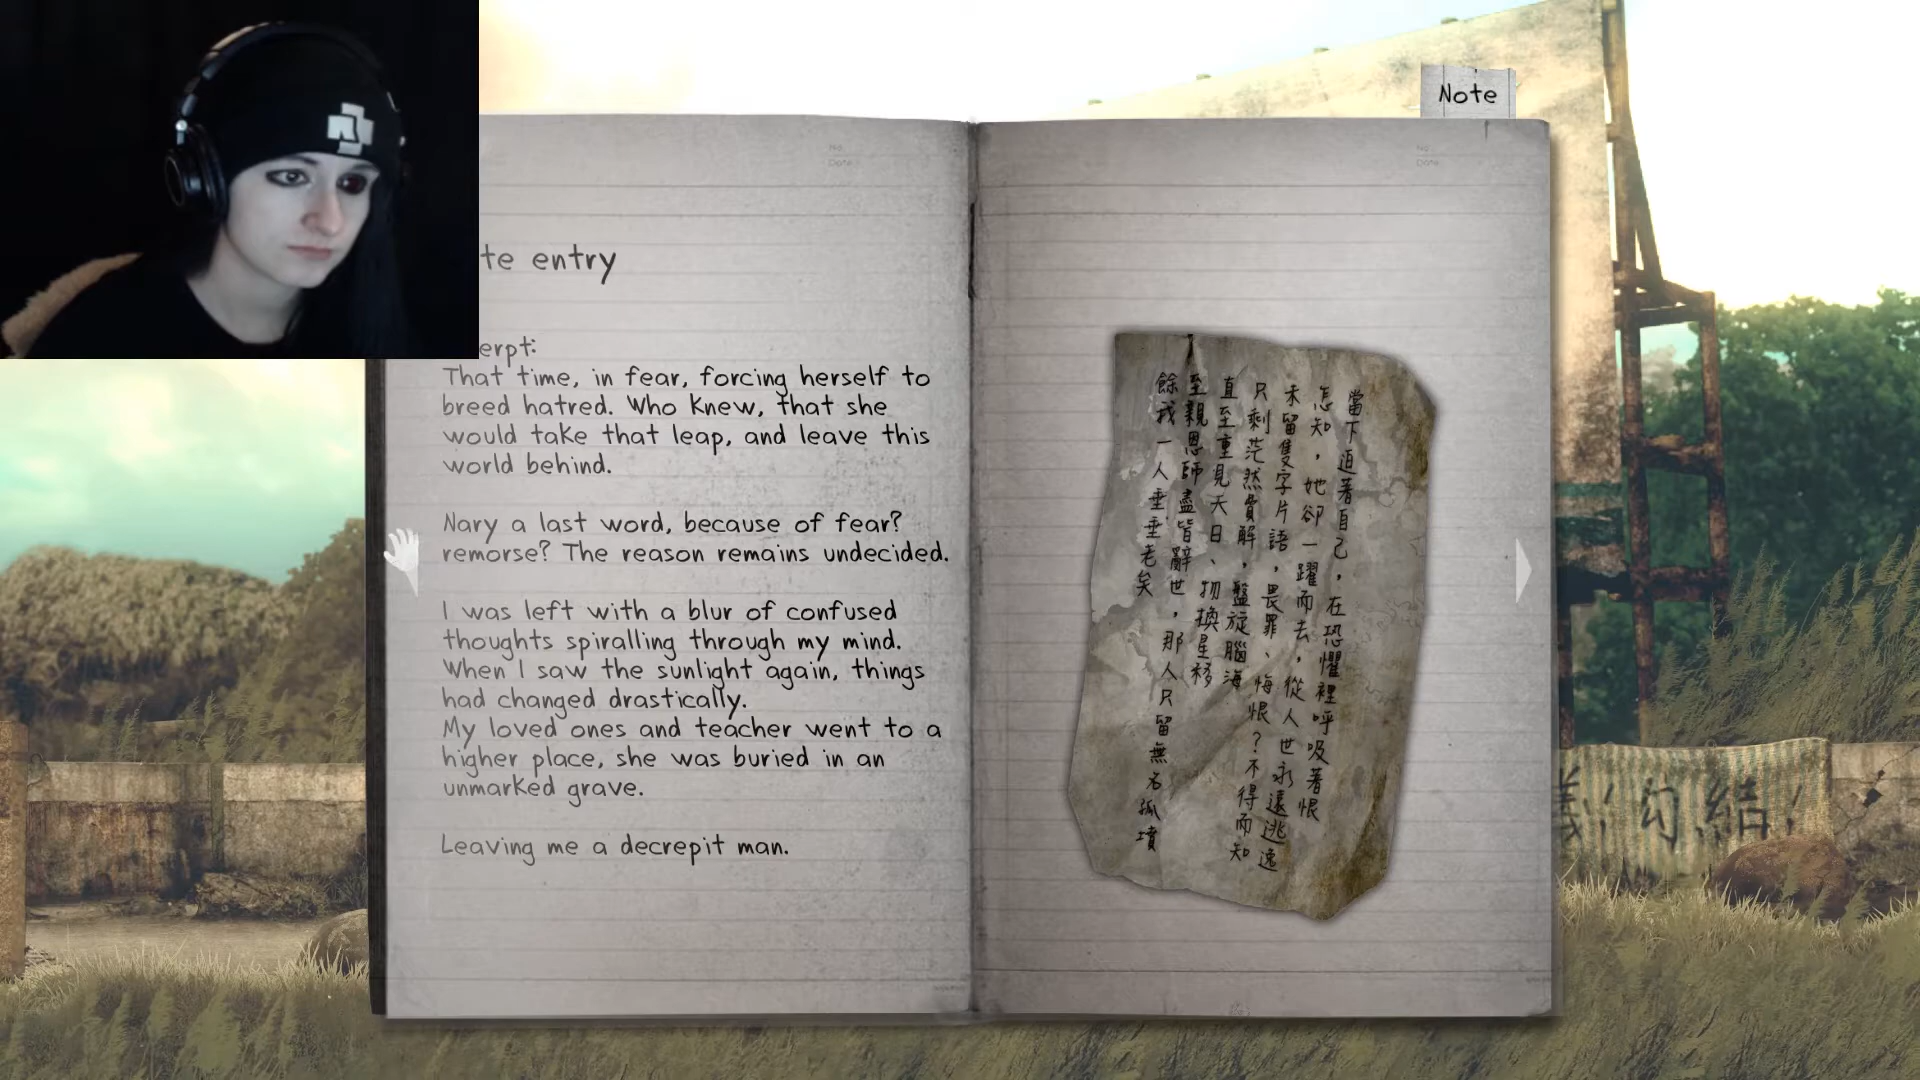 Note
No.
Date
No.
Date
te entry
erpt:
That time, in fear, forcing herself to
breed hatred. Who knew, that she
would take that leap, and leave this
world behind.
Nary a last word, because of fear?
remorse? The reason remains undecided.
I was left with a blur of confused
thoughts spiralling through my mind.
When I saw the sunlight again, things
had changed drastically.
My loved ones and teacher went to a
higher place, she was buried in an
unmarked grave.
Leaving me a decrepit man.
當下迫著自己，在恐懼裡呼吸著恨
怎知，她卻一躍而去，從人世永遠逃逸
未留隻字片語，畏罪、悔恨？不得而知
只剩茫然費解，盤旋腦海
直至重見天日、物換星移
至親恩師盡皆辭世，那人只留無名孤墳
餘我一人垂垂老矣
勾結！